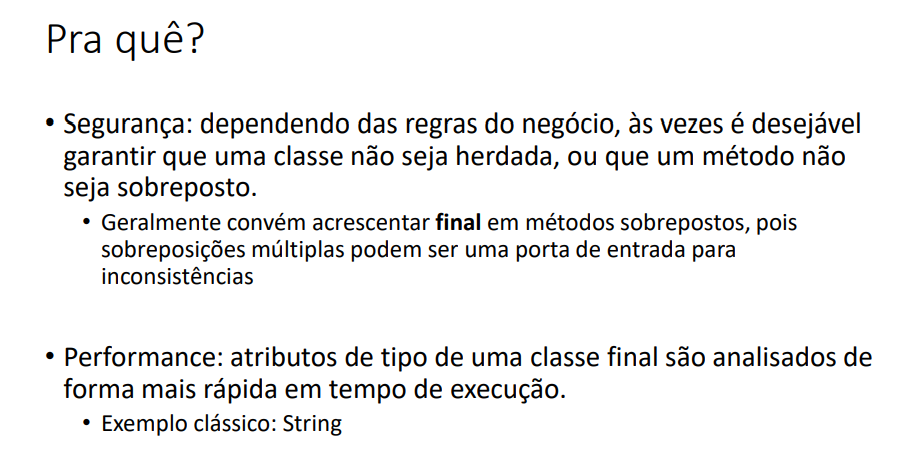 Pra quê?
• Segurança: dependendo das regras do negócio, às vezes é desejável
garantir que uma classe não seja herdada, ou que um método não
seja sobreposto.
• Geralmente convém acrescentar final em métodos sobrepostos, pois
sobreposições múltiplas podem ser uma porta de entrada para
inconsistências
• Performance: atributos de tipo de uma classe final são analisados de
forma mais rápida em tempo de execução.
• Exemplo clássico: String